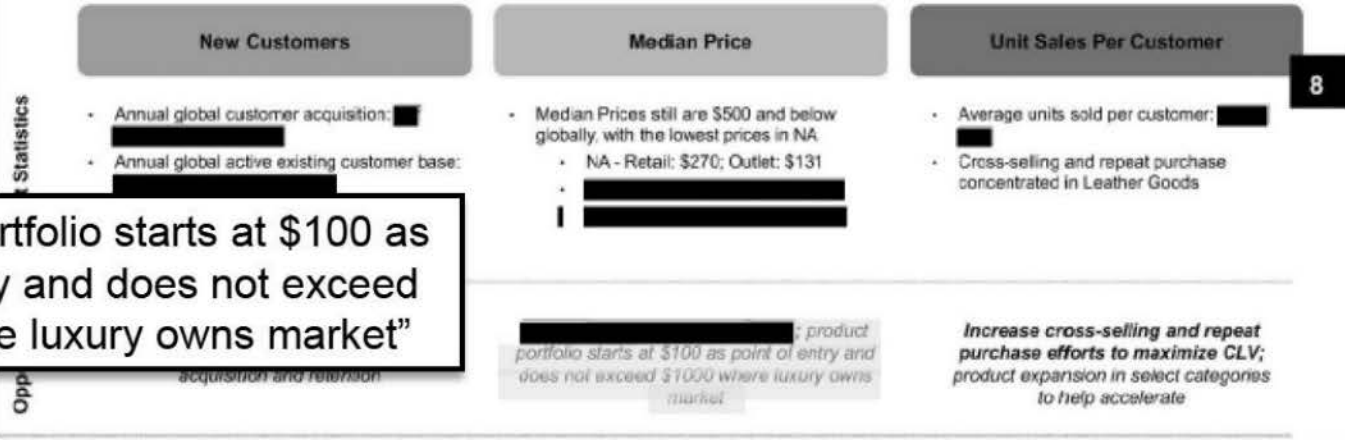 New Customers
Median Price
Unit Sales Per Customer
8
t Statistics
· Annual global customer acquisition:
· Annual global active existing customer base:
· Median Prices still are $500 and below
globally, with the lowest prices in NA
· NA - Retail: $270; Outlet: $131
·
· Average units sold per customer:
· Cross-selling and repeat purchase
concentrated in Leather Goods
rtfolio starts at $100 as
y and does not exceed
e luxury owns market”
Oppo
acquisition and retention
; product
portfolio starts at $100 as point of entry and
does not exceed $1000 where luxury owns
market
Increase cross-selling and repeat
purchase efforts to maximize CLV;
product expansion in select categories
to help accelerate